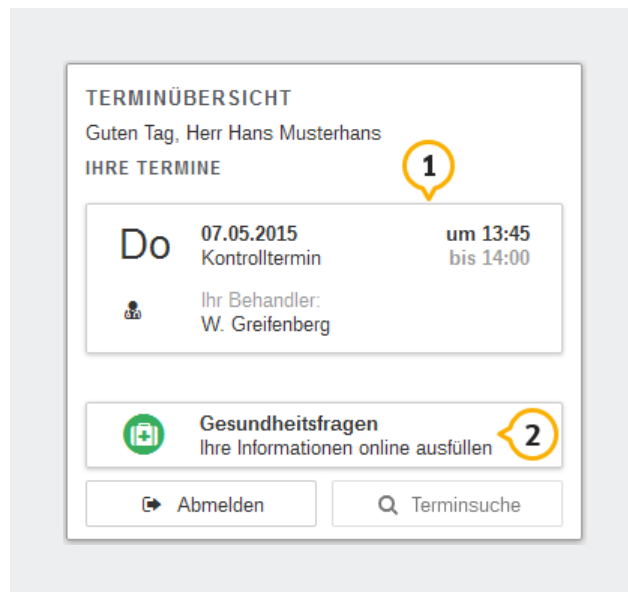 TERMINÜBERSICHT
Guten Tag, Herr Hans Musterhans
IHRE TERMINE
1
Do
07.05.2015
um 13:45
Kontrolltermin
bis 14:00
Ihr Behandler:
W. Greifenberg
Gesundheitsfragen
Ihre Informationen online ausfüllen
2
Abmelden
Terminsuche